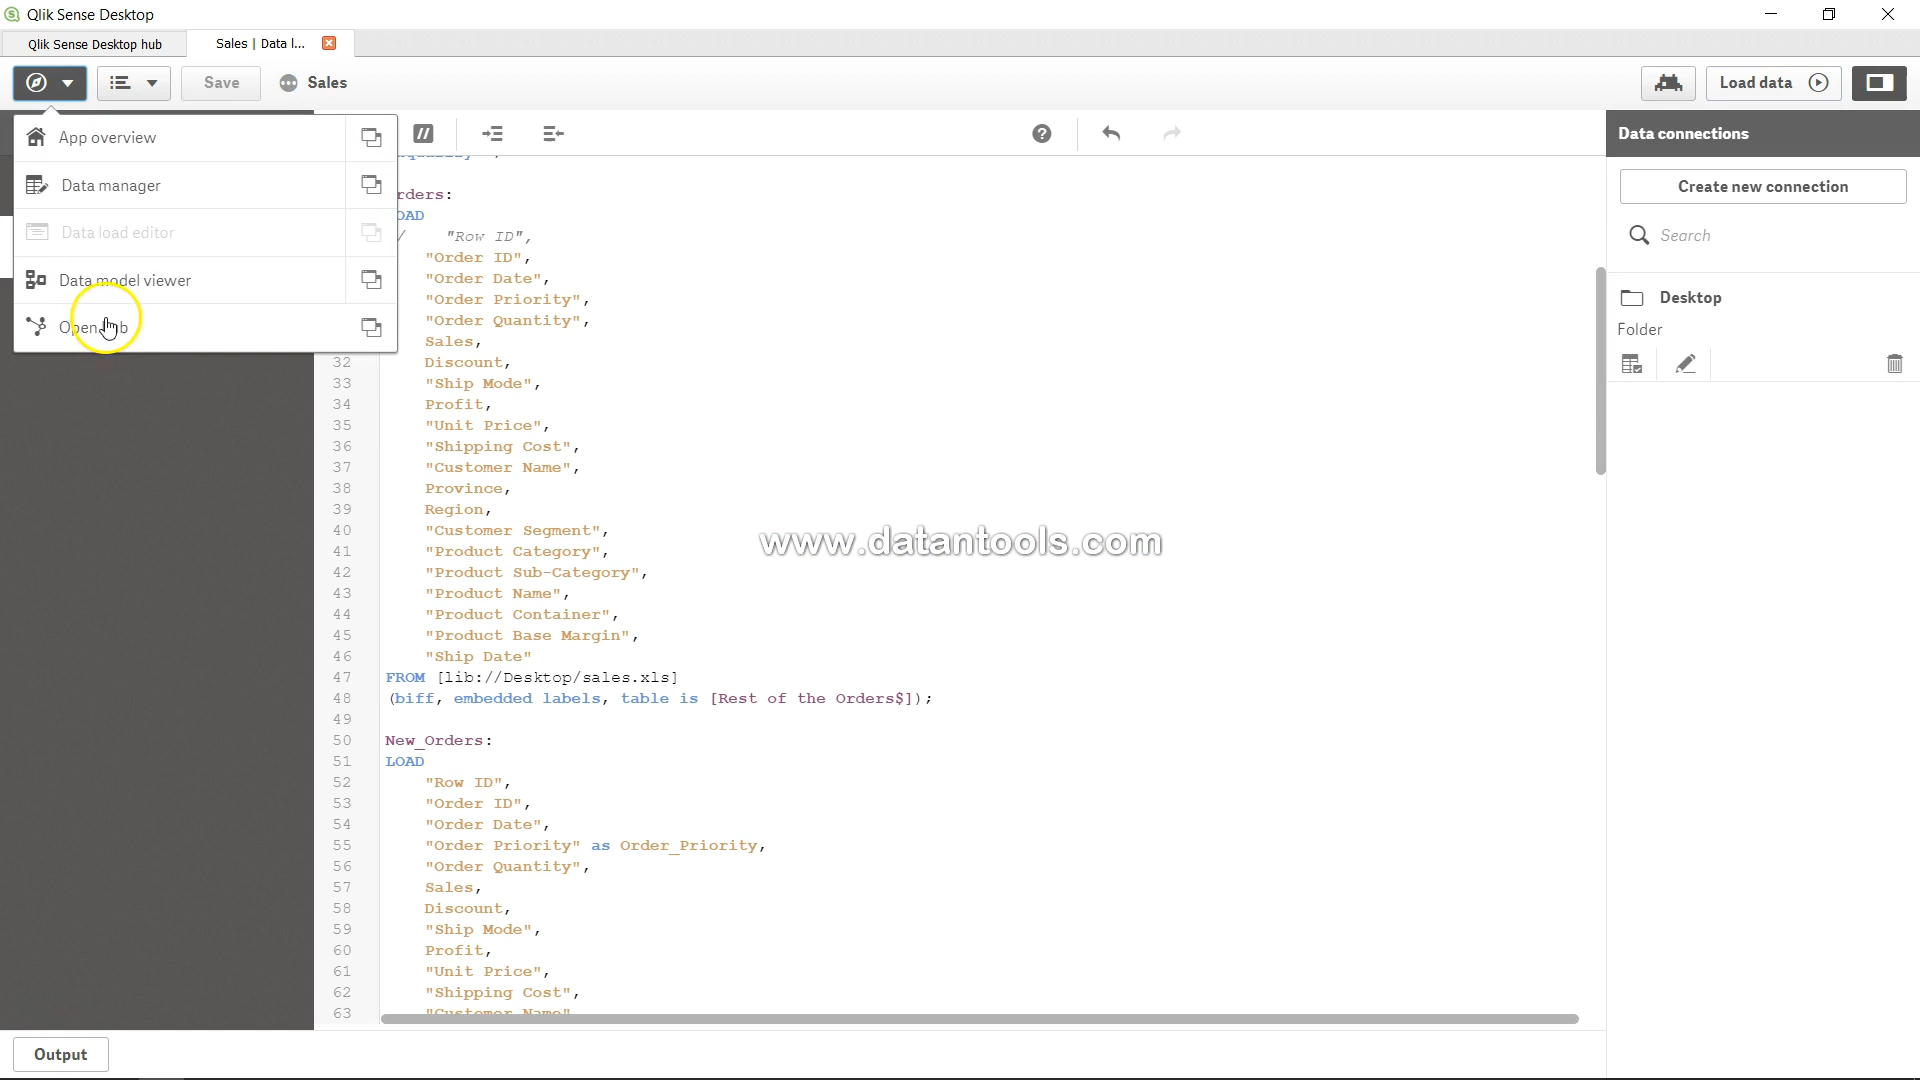 Qlik Sense Desktop
Qlik Sense Desktop hub
Sales | Data l...
Save
Sales
Load data
App overview
Data manager
Data load editor
Data model viewer
Open
//
?
Data connections
Create new connection
Search
Desktop
Folder
"Row ID",
"Order ID",
"Order Date",
"Order Priority",
"Order Quantity",
Sales,
32 Discount,
33 "Ship Mode",
34 Profit,
35 "Unit Price",
36 "Shipping Cost",
37 "Customer Name",
38 Province,
39 Region,
40 "Customer Segment",
41 "Product Category",
42 "Product Sub-Category",
43 "Product Name",
44 "Product Container",
45 "Product Base Margin",
46 "Ship Date"
47 FROM [lib://Desktop/sales.xls]
48 (biff, embedded labels, table is [Rest of the Orders$]);
49
50 New_Orders:
51 LOAD
52 "Row ID",
53 "Order ID",
54 "Order Date",
55 "Order Priority" as Order_Priority,
56 "Order Quantity",
57 Sales,
58 Discount,
59 "Ship Mode",
60 Profit,
61 "Unit Price",
62 "Shipping Cost",
63 "Customer Name"
www.datantools.com
Output